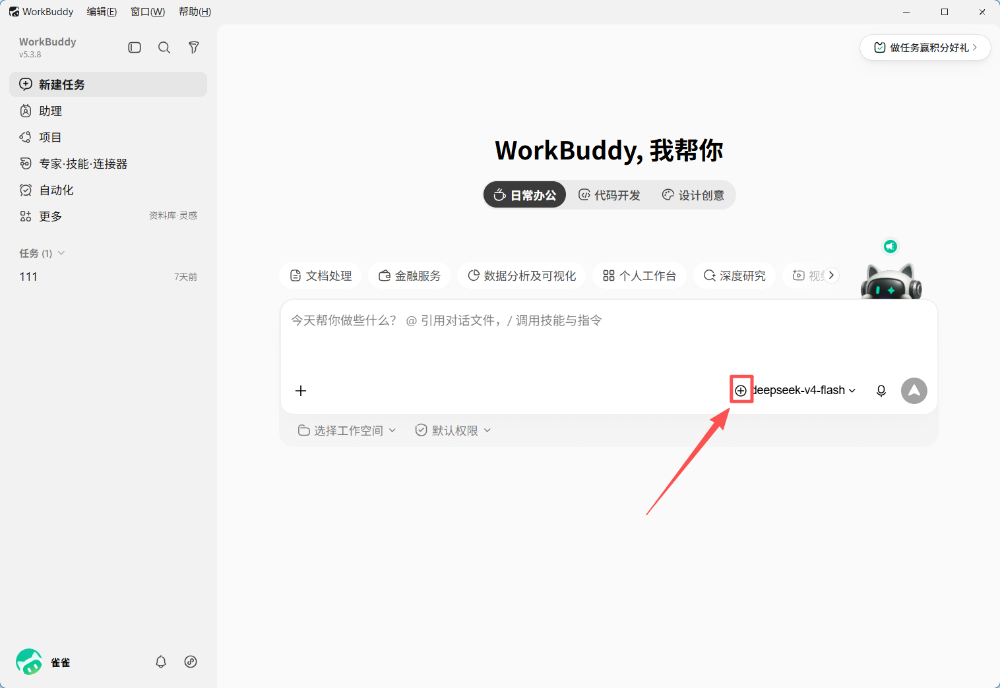 WorkBuddy 编辑(E) 窗口(W) 帮助(H)
WorkBuddy
v5.3.8
做任务赢积分好礼
新建任务
助理
项目
专家·技能·连接器
自动化
更多 资料库·灵感
任务 (1)
111 7天前
WorkBuddy, 我帮你
日常办公 代码开发 设计创意
文档处理 金融服务 数据分析及可视化 个人工作台 深度研究 视频
今天帮你做些什么？ @ 引用对话文件，/ 调用技能与指令
deepseek-v4-flash
选择工作空间 默认权限
雀雀